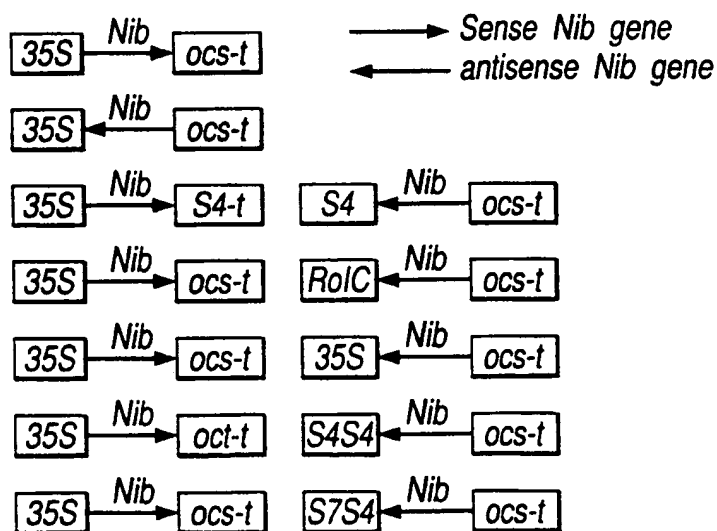 Nib
35S ocs-t
Sense Nib gene
antisense Nib gene
Nib
35S ocs-t
Nib Nib
35S S4-t S4 ocs-t
Nib Nib
35S ocs-t RolC ocs-t
Nib Nib
35S ocs-t 35S ocs-t
Nib Nib
35S oct-t S4S4 ocs-t
Nib Nib
35S ocs-t S7S4 ocs-t